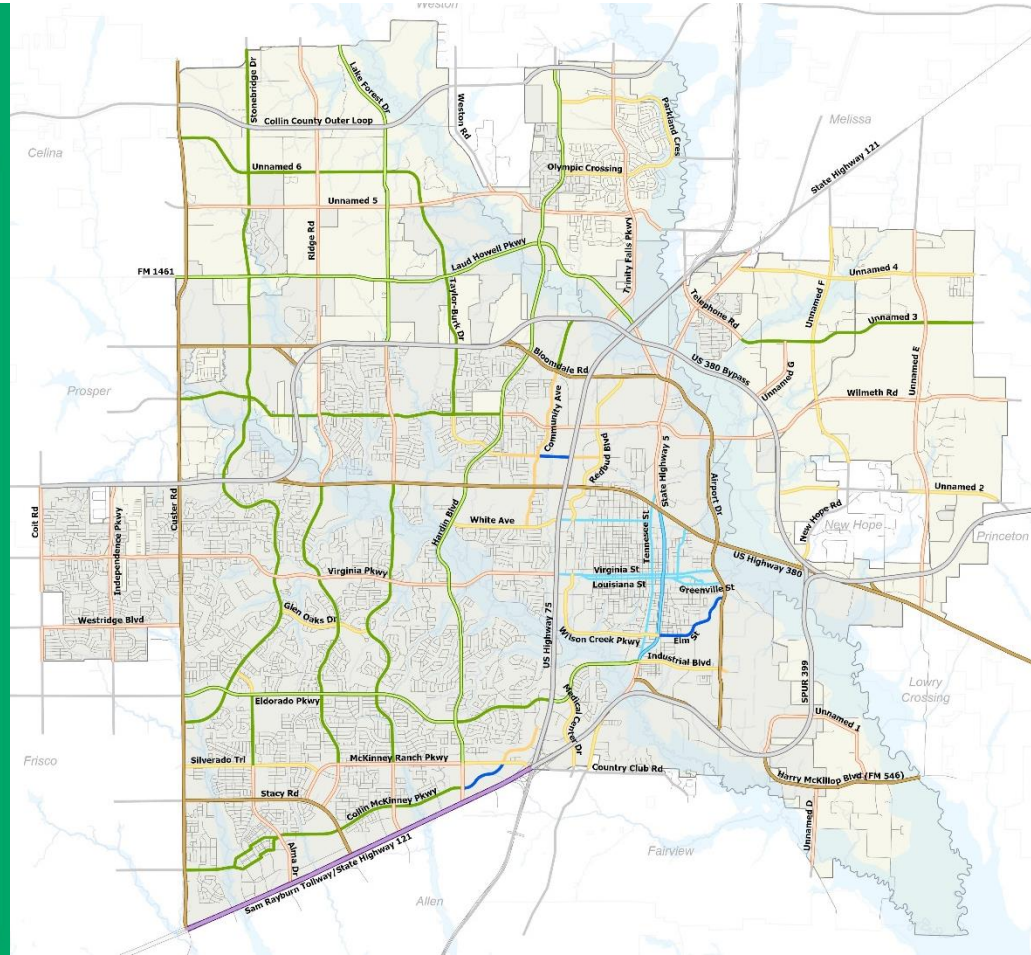 Weston
Stonebridge Dr
Lake Forest Dr
Weston Rd
Collin County Outer Loop
Parkland Cres
Melissa
Celina
State Highway 121
Olympic Crossing
Unnamed 6
Unnamed 5
Ridge Rd
Trinity Falls Pkwy
Laud Howell Pkwy
FM 1461
Unnamed 4
Taylor-Burk Dr
Telephone Rd
Unnamed F
Unnamed 3
US 380 Bypass
Bloomdale Rd
Unnamed G
Unnamed E
Prosper
Wilmeth Rd
Community Ave
Redbud Blvd
State Highway 5
Airport Dr
Unnamed 2
Coit Rd
Independence Pkwy
Custer Rd
Hardin Blvd
White Ave
Tennesee St
New Hope Rd
New Hope
Princeton
US Highway 380
Virginia Pkwy
Virginia St
Louisiana St
Greenville St
Westridge Blvd
Glen Oaks Dr
US Highway 75
Wilson Creek Pkwy
Elm St
Industrial Blvd
SPUR 399
Lowry
Crossing
Eldorado Pkwy
Medical Center Dr
Unnamed 1
Frisco
Silverado Trl
McKinney Ranch Pkwy
Country Club Rd
Harry McKillop Blvd (FM 546)
Stacy Rd
Collin McKinney Pkwy
Unnamed D
Alma Dr
Fairview
Sam Rayburn Tollway/State Highway 121
Allen